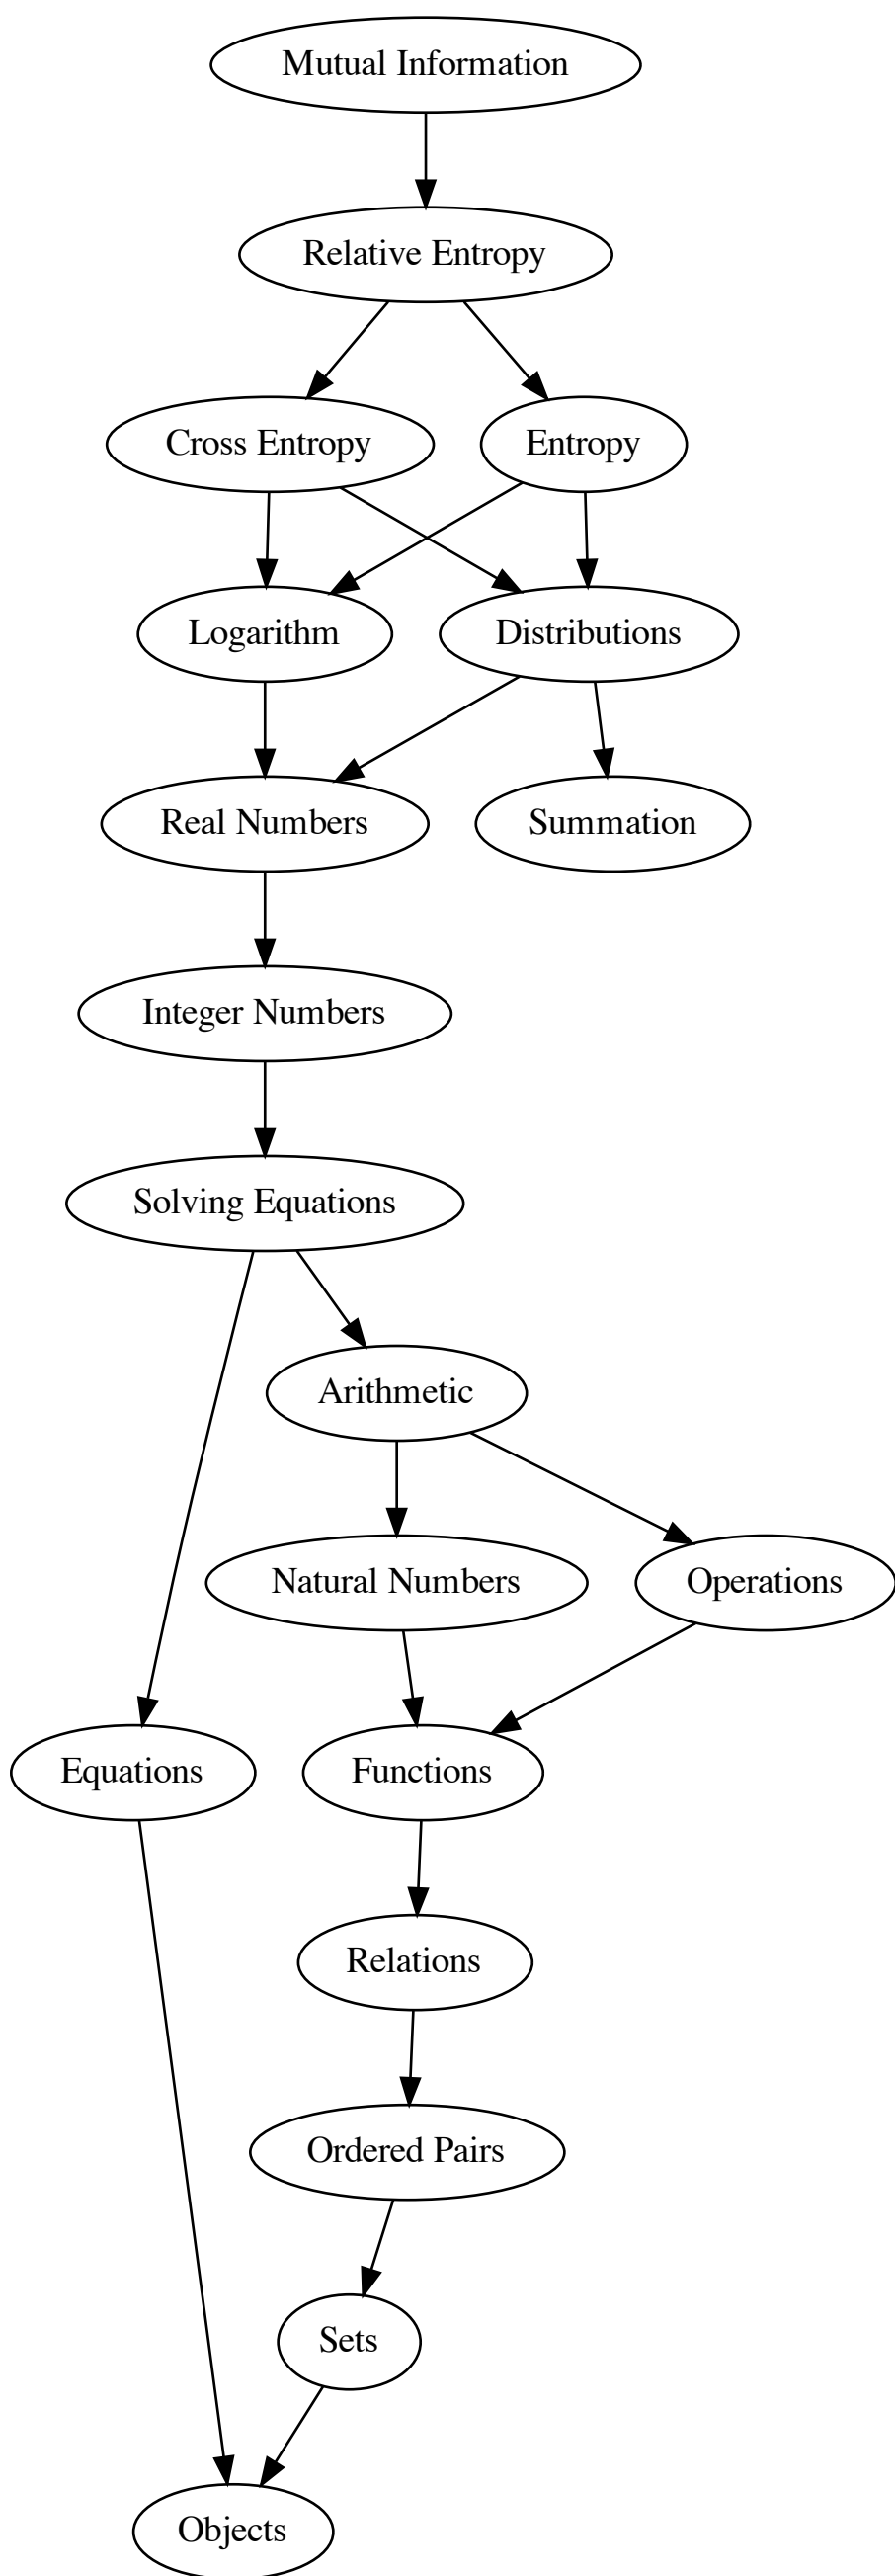 Mutual Information
Relative Entropy
Cross Entropy
Entropy
Logarithm
Distributions
Real Numbers
Summation
Integer Numbers
Solving Equations
Arithmetic
Natural Numbers
Operations
Equations
Functions
Relations
Ordered Pairs
Sets
Objects